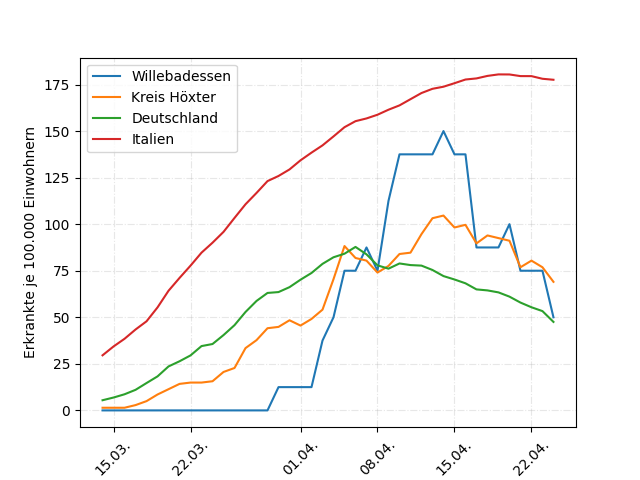 Willebadessen
Kreis Höxter
Deutschland
Italien
Erkrankte je 100.000 Einwohnern
175
150
125
100
75
50
25
0
15.03.
22.03.
01.04.
08.04.
15.04.
22.04.